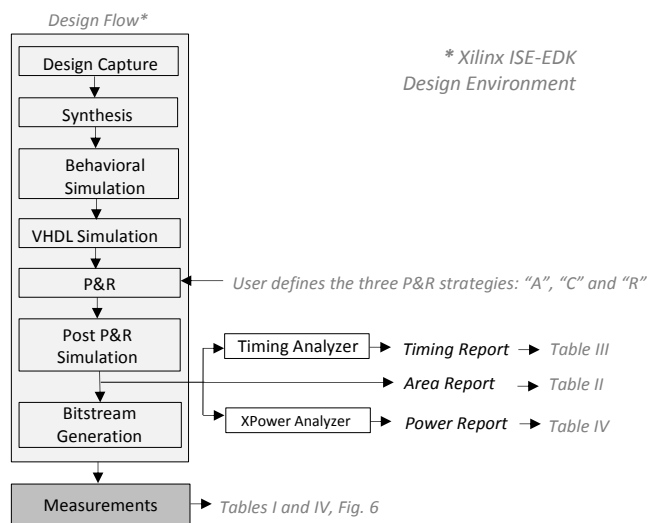 Design Flow*
* Xilinx ISE-EDK
Design Environment
Design Capture
Synthesis
Behavioral
Simulation
VHDL Simulation
P&R
User defines the three P&R strategies: “A”, “C” and “R”
Post P&R
Simulation
Timing Analyzer
Timing Report
Table III
Area Report
Table II
Bitstream
Generation
XPower Analyzer
Power Report
Table IV
Measurements
Tables I and IV, Fig. 6